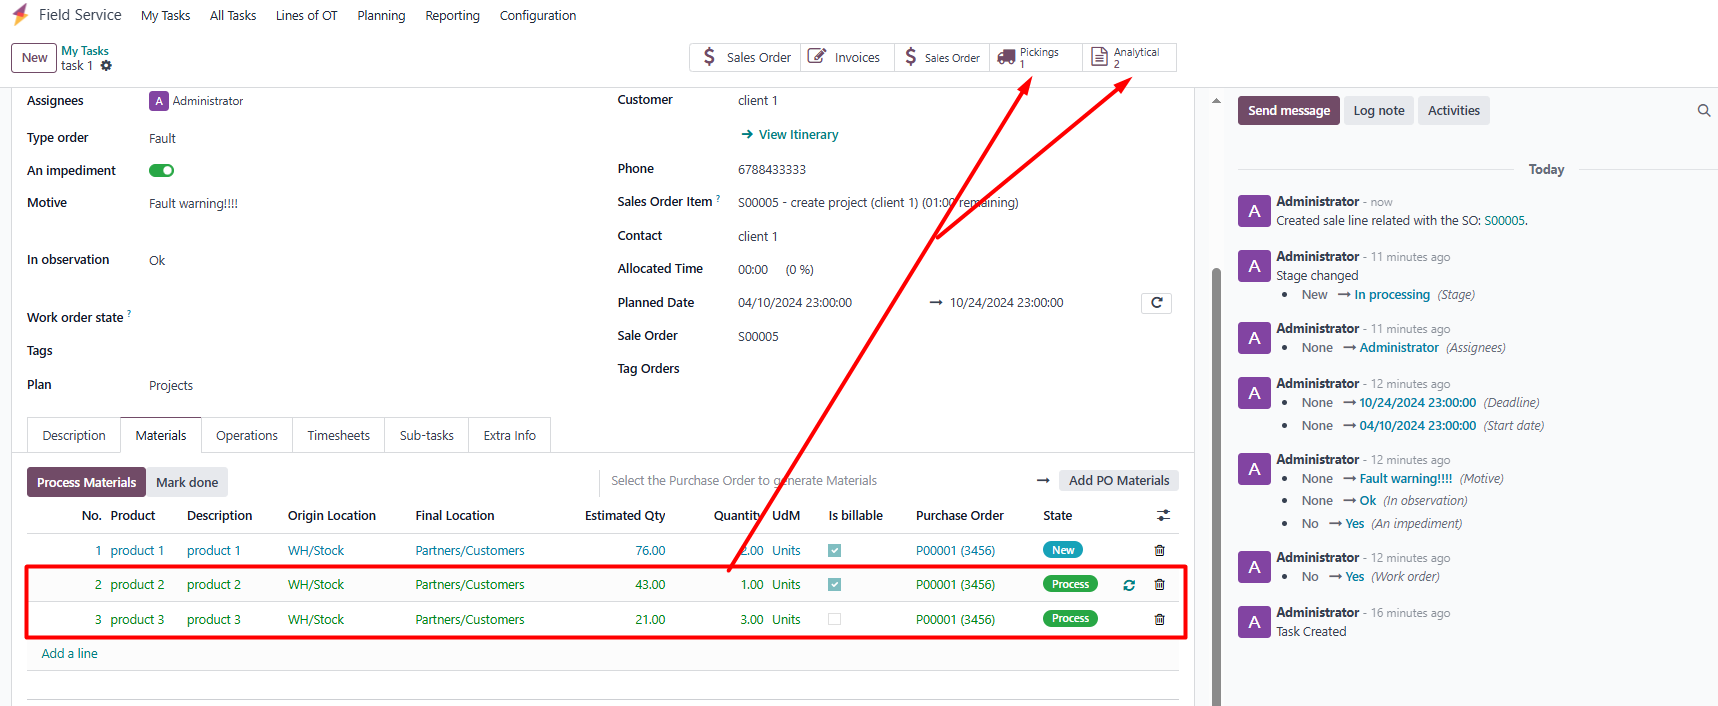 Field Service My Tasks All Tasks Lines of OT Planning Reporting Configuration
New My Tasks
task 1
$ Sales Order Invoices $ Sales Order Pickings 1 Analytical 2
Assignees A Administrator
Type order Fault
An impediment
Motive Fault warning!!!!
In observation Ok
Work order state ?
Tags
Plan Projects
Customer client 1
→ View Itinerary
Phone 6788433333
Sales Order Item ? S00005 - create project (client 1) (01:00 remaining)
Contact client 1
Allocated Time 00:00 (0 %)
Planned Date 04/10/2024 23:00:00 → 10/24/2024 23:00:00
Sale Order S00005
Tag Orders
Description Materials Operations Timesheets Sub-tasks Extra Info
Process Materials Mark done Select the Purchase Order to generate Materials → Add PO Materials
No. Product Description Origin Location Final Location Estimated Qty Quantity UdM Is billable Purchase Order State
1 product 1 product 1 WH/Stock Partners/Customers 76.00 2.00 Units P00001 (3456) New
2 product 2 product 2 WH/Stock Partners/Customers 43.00 1.00 Units P00001 (3456) Process
3 product 3 product 3 WH/Stock Partners/Customers 21.00 3.00 Units P00001 (3456) Process
Add a line
Send message Log note Activities
Today
A Administrator - now
Created sale line related with the SO: S00005.
A Administrator - 11 minutes ago
Stage changed
• New → In processing (Stage)
A Administrator - 11 minutes ago
• None → Administrator (Assignees)
A Administrator - 12 minutes ago
• None → 10/24/2024 23:00:00 (Deadline)
• None → 04/10/2024 23:00:00 (Start date)
A Administrator - 12 minutes ago
• None → Fault warning!!!! (Motive)
• None → Ok (In observation)
• No → Yes (An impediment)
A Administrator - 12 minutes ago
• No → Yes (Work order)
A Administrator - 16 minutes ago
Task Created